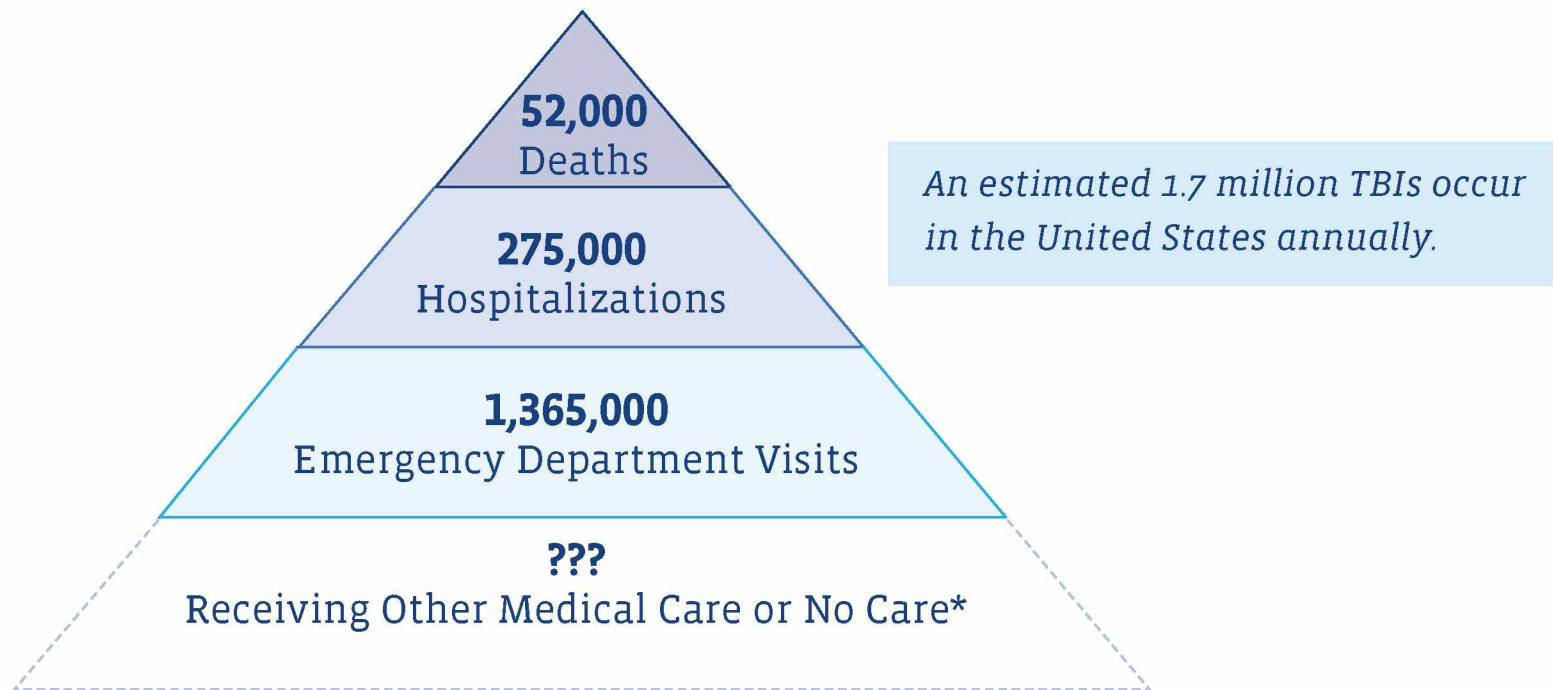 52,000
Deaths
An estimated 1.7 million TBIs occur
in the United States annually.
275,000
Hospitalizations
1,365,000
Emergency Department Visits
???
Receiving Other Medical Care or No Care*